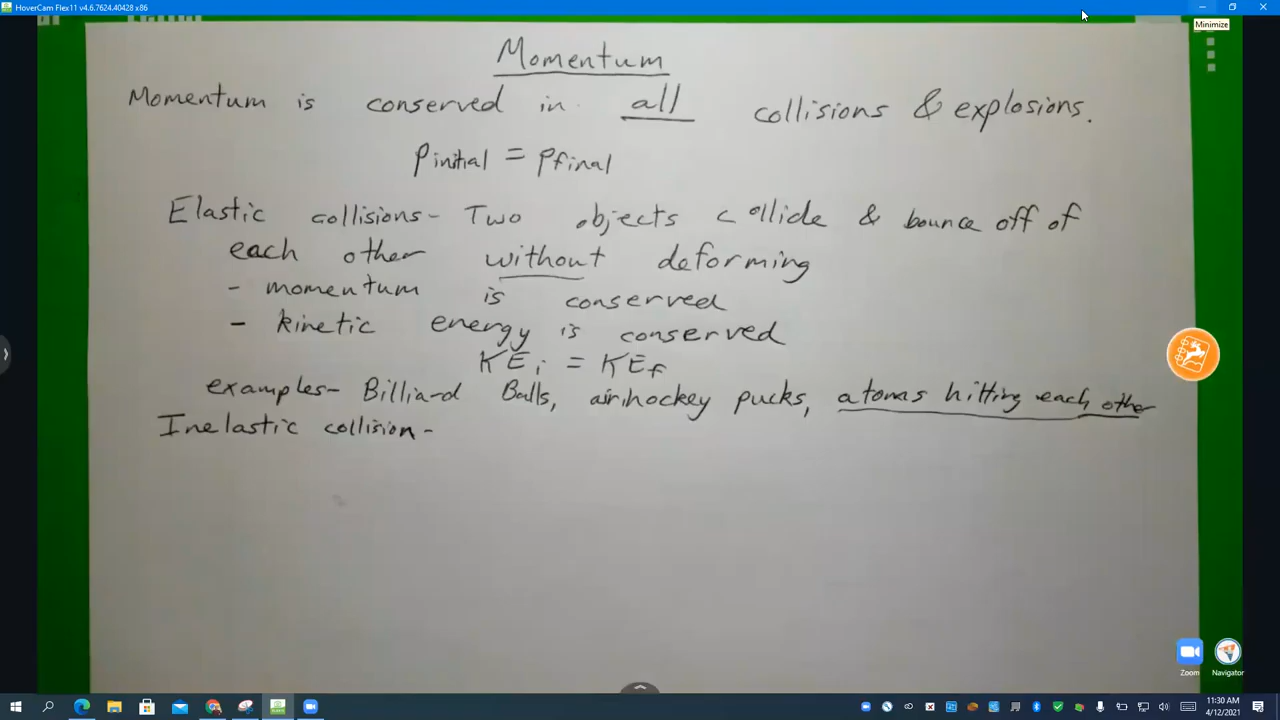 HoverCam Flex11 v4.6.7624.40428 x86
Minimize
Momentum
Momentum is conserved in all collisions & explosions.
Pinitial = Pfinal
Elastic collisions- Two objects collide & bounce off of
each other without deforming
- momentum is conserved
- kinetic energy is conserved
KEi = KEf
examples- Billiard Balls, airhockey pucks, atoms hitting each other
Inelastic collision-
Zoom
Navigator
11:30 AM
4/12/2021